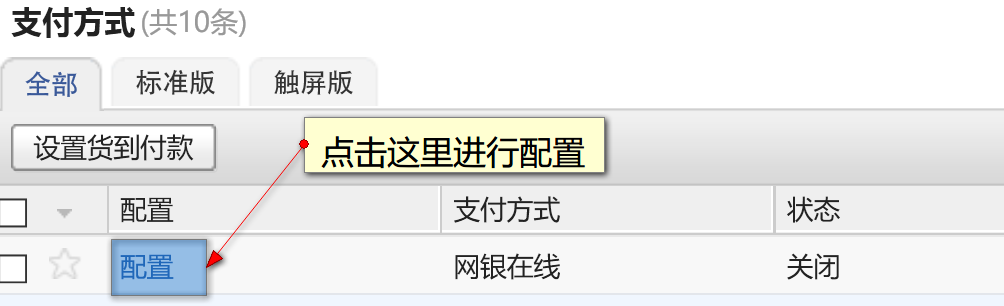 支付方式(共10条)
全部 标准版 触屏版
设置货到付款
点击这里进行配置
配置 支付方式 状态
配置 网银在线 关闭